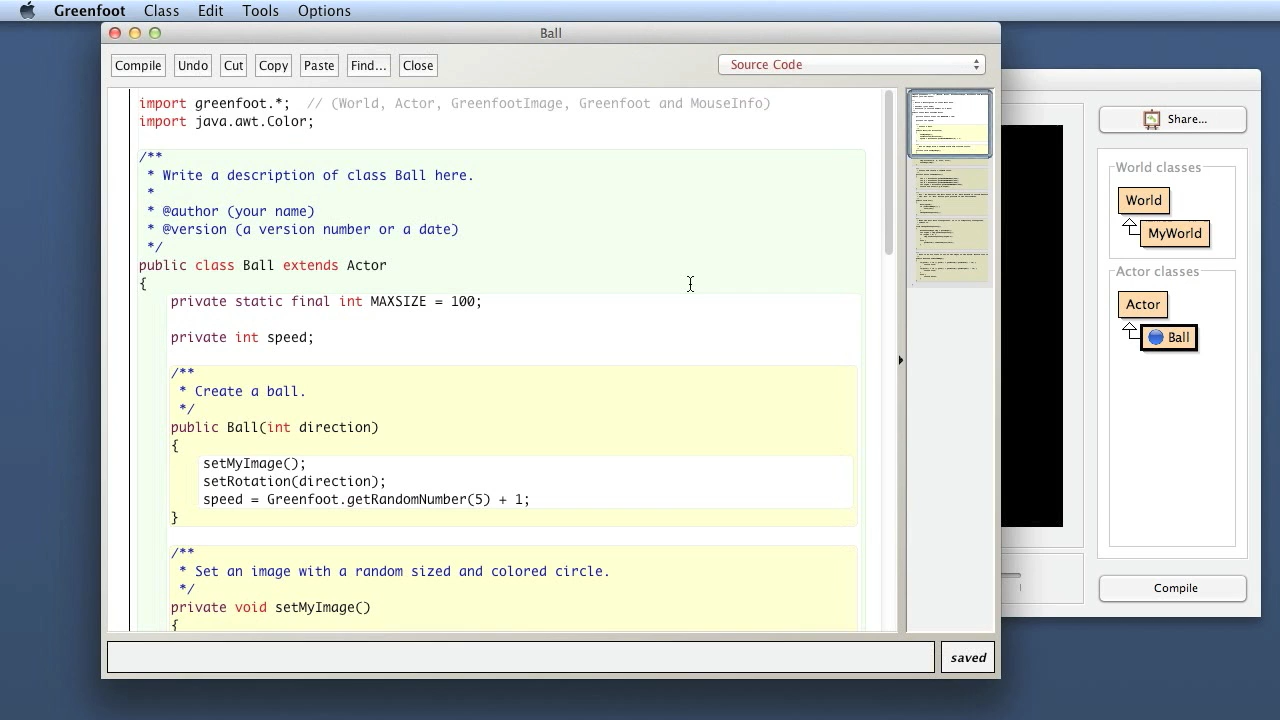 Greenfoot Class Edit Tools Options
Ball
Compile Undo Cut Copy Paste Find... Close Source Code
import greenfoot.*;  // (World, Actor, GreenfootImage, Greenfoot and MouseInfo)
import java.awt.Color;
/**
 * Write a description of class Ball here.
 *
 * @author (your name)
 * @version (a version number or a date)
 */
public class Ball extends Actor
{
private static final int MAXSIZE = 100;
private int speed;
/**
 * Create a ball.
 */
public Ball(int direction)
{
setMyImage();
setRotation(direction);
speed = Greenfoot.getRandomNumber(5) + 1;
}
/**
 * Set an image with a random sized and colored circle.
 */
private void setMyImage()
{
saved
Share...
World classes
World
MyWorld
Actor classes
Actor
Ball
Compile